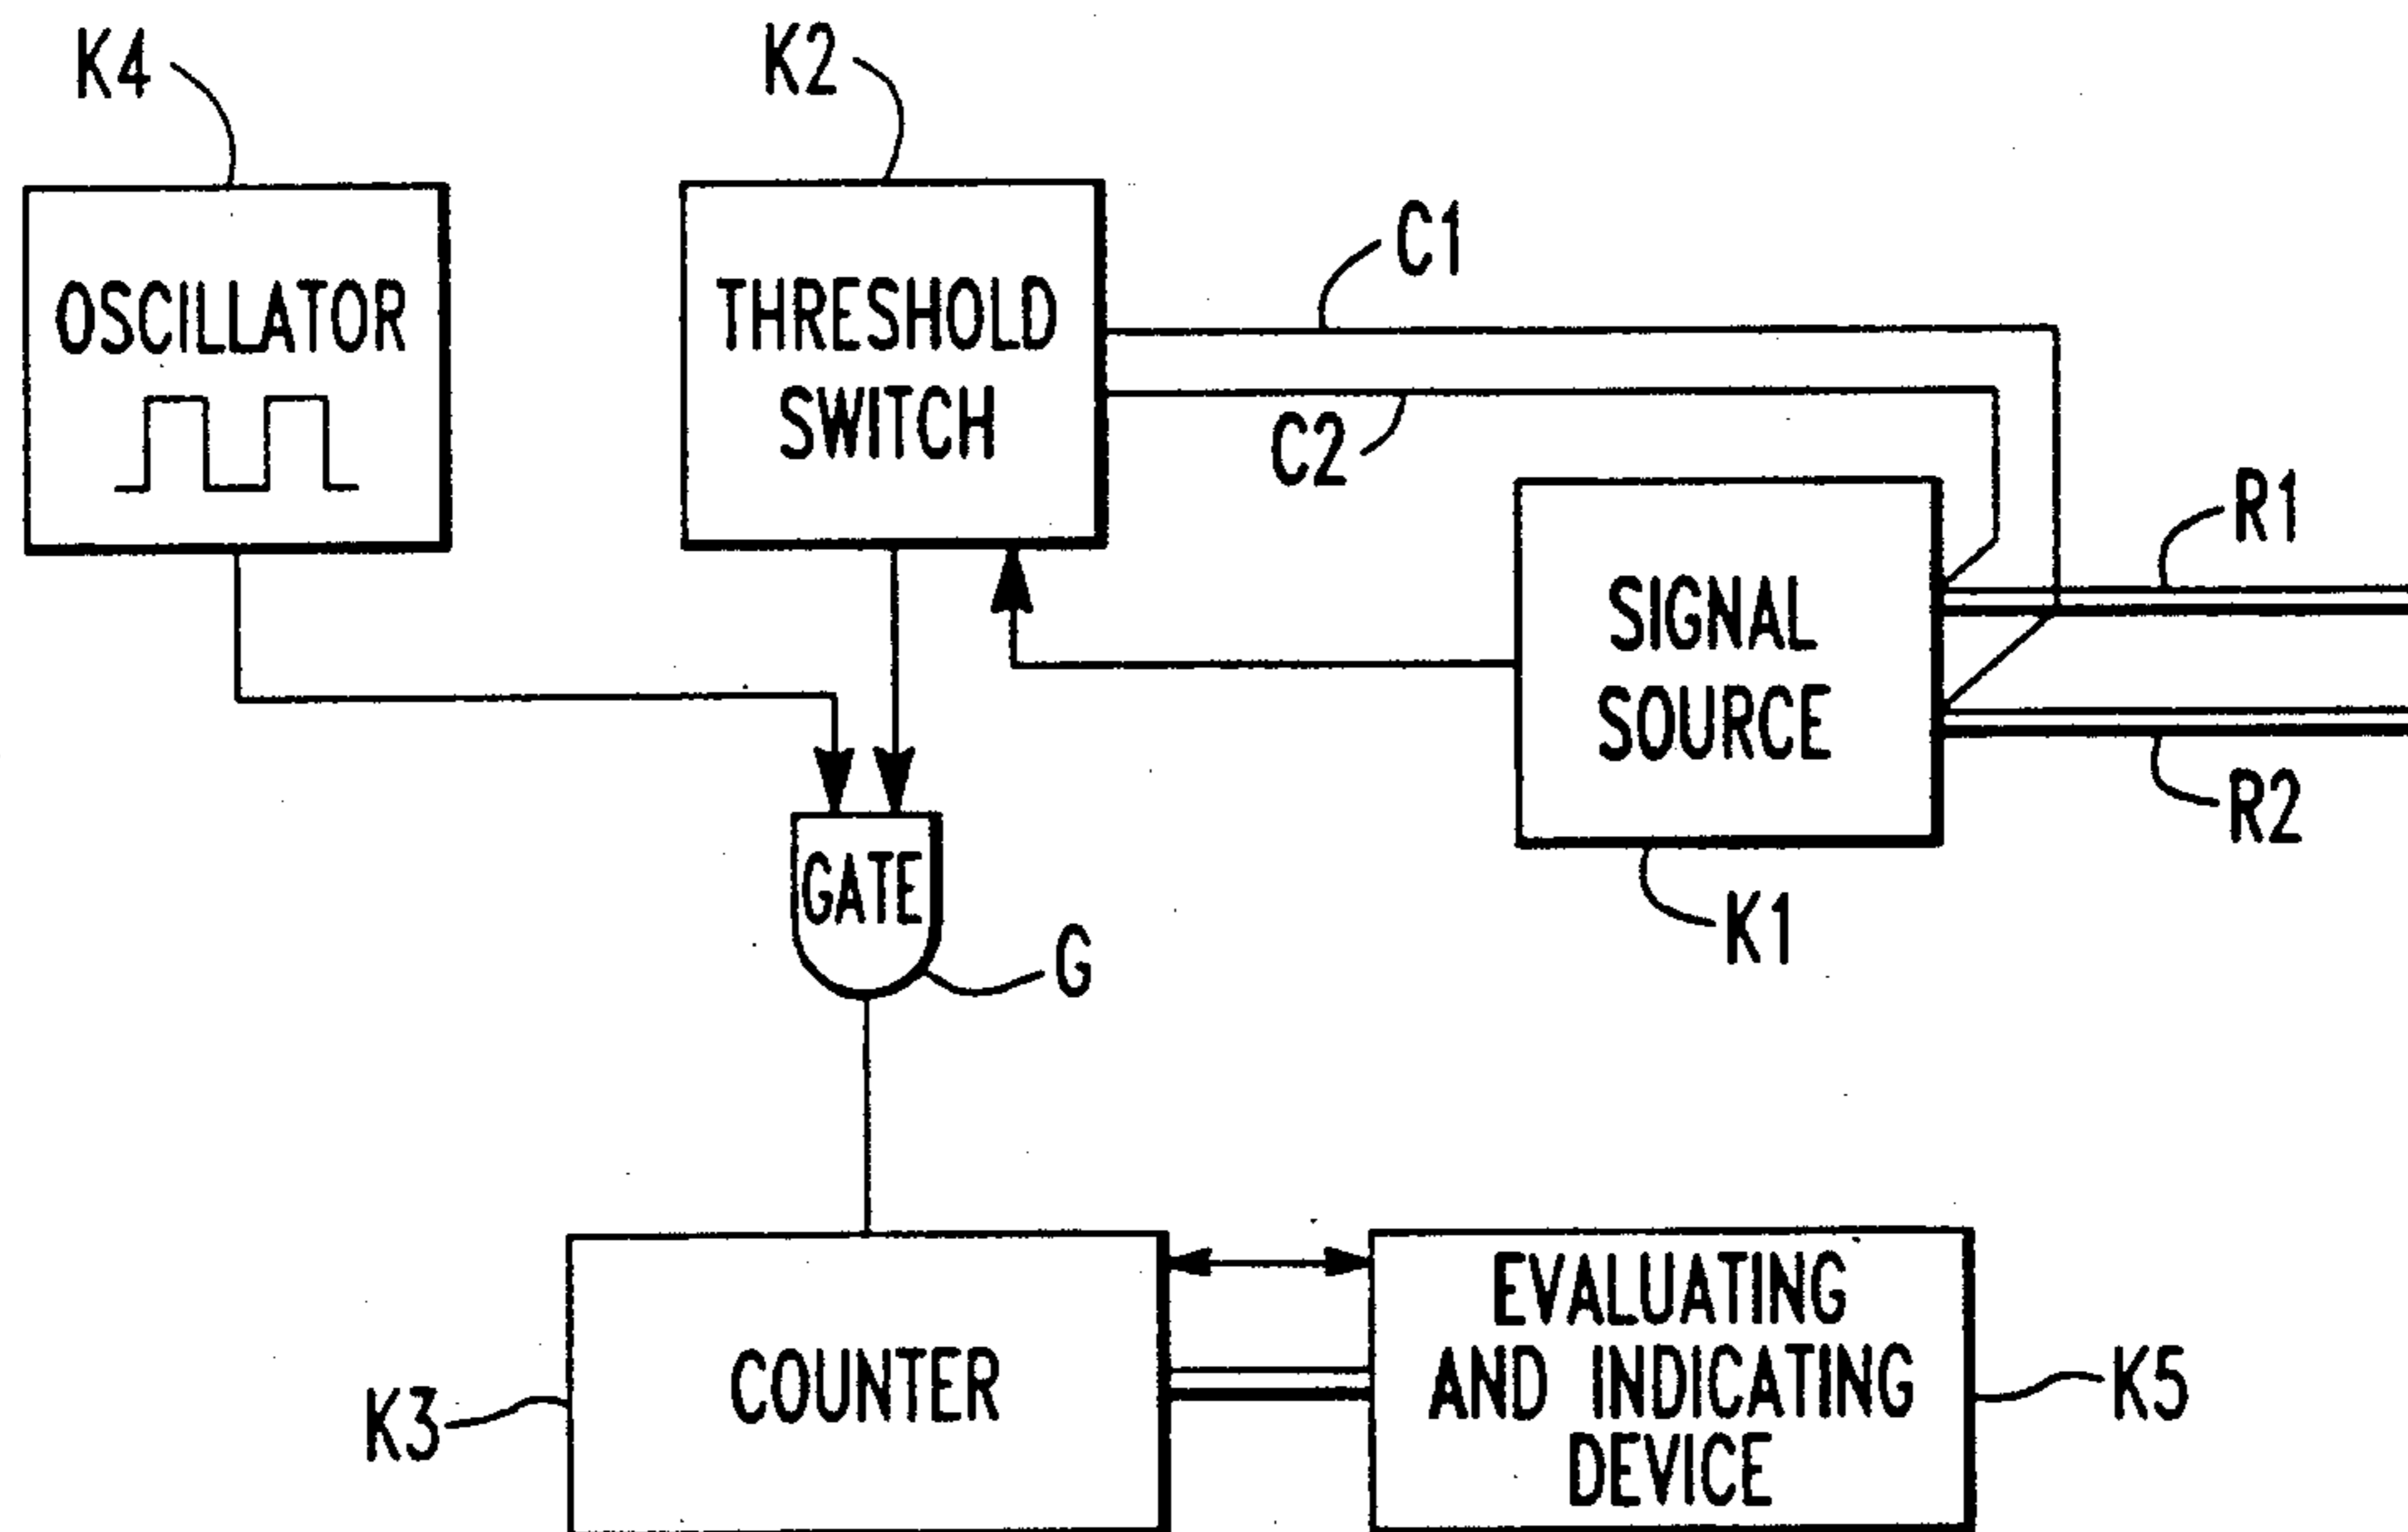 K4
K2
C1
OSCILLATOR
THRESHOLD
SWITCH
C2
R1
SIGNAL
SOURCE
R2
GATE
K1
G
EVALUATING
AND INDICATING
DEVICE
COUNTER
K3
K5